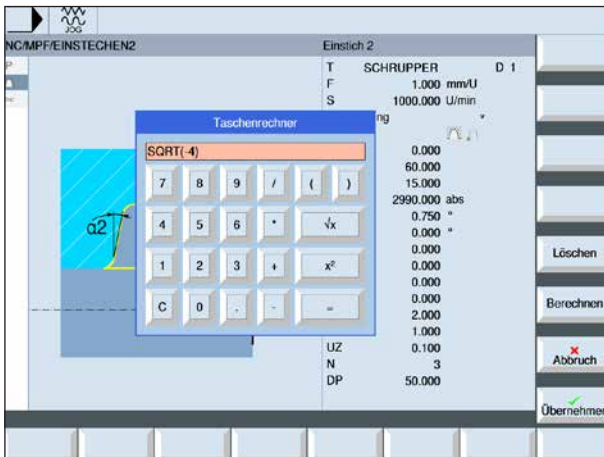 JOG
NC/MPF/EINSTECHEN2
Einstich 2
T SCHRUPPER D 1
F 1.000 mm/U
S 1000.000 U/min
ng
Taschenrechner
SQRT(-4)
7 8 9 / ( )
4 5 6 * √x
1 2 3 + x²
C 0 . - =
α2
0.000
60.000
15.000
2990.000 abs
0.750 °
0.000 °
0.000
0.000
0.000
0.000
2.000
1.000
UZ 0.100
N 3
DP 50.000
Löschen
Berechnen
Abbruch
Übernehmen